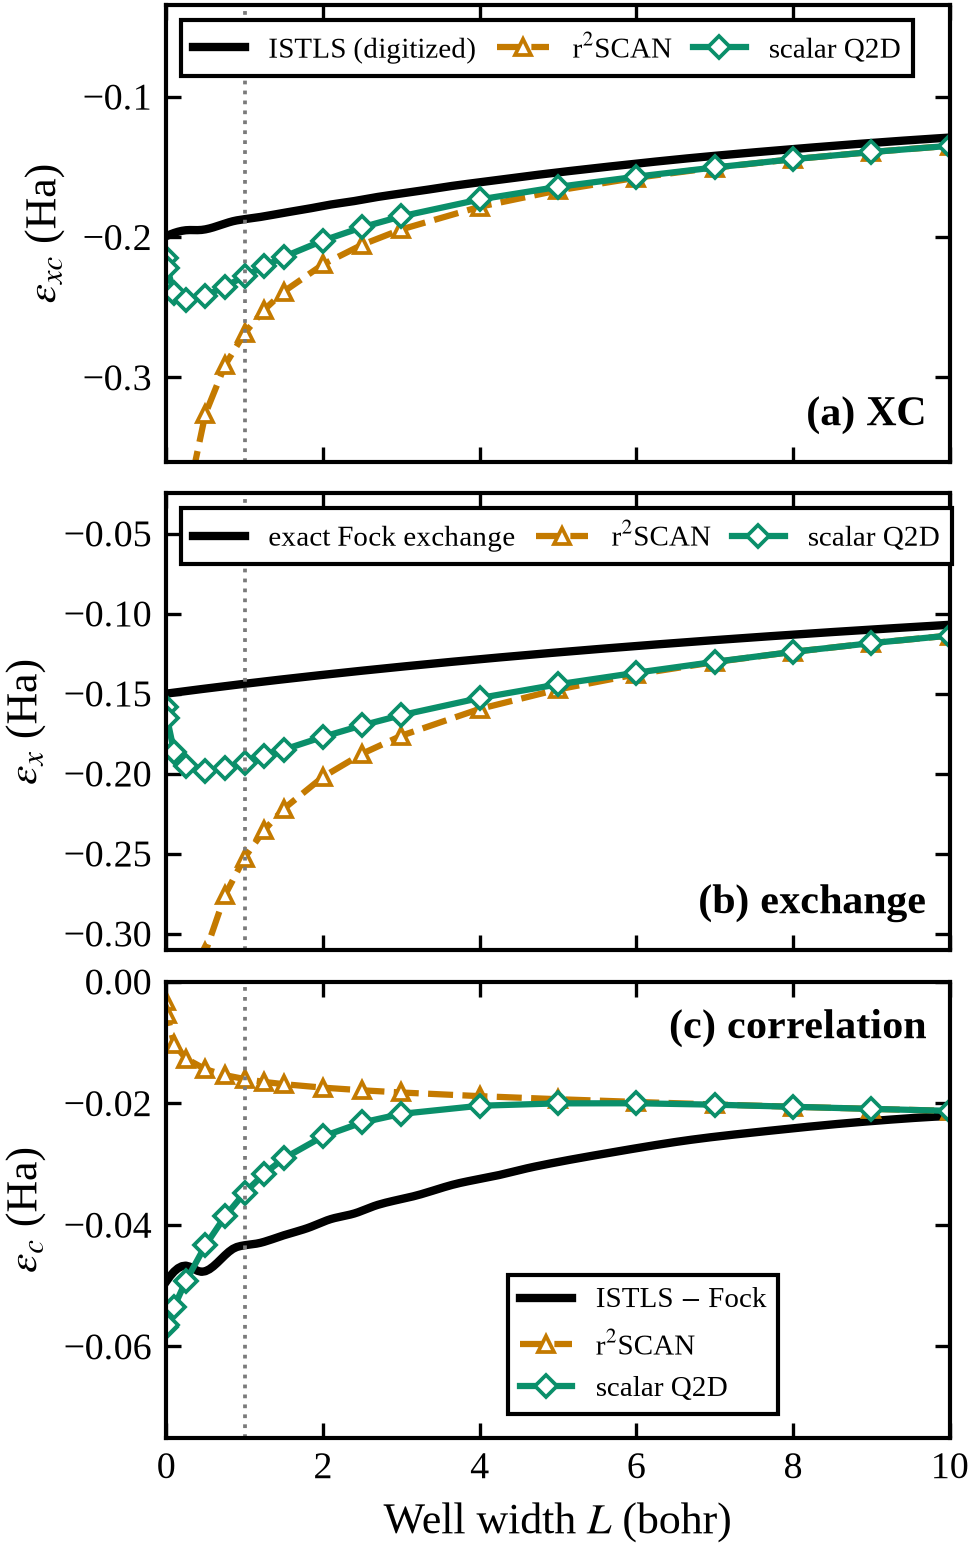 ISTLS (digitized) r²SCAN scalar Q2D
−0.1
−0.2
−0.3
εxc (Ha)
(a) XC
exact Fock exchange r²SCAN scalar Q2D
−0.05
−0.10
−0.15
−0.20
−0.25
−0.30
εx (Ha)
(b) exchange
0.00
−0.02
−0.04
−0.06
εc (Ha)
(c) correlation
ISTLS − Fock
r²SCAN
scalar Q2D
0 2 4 6 8 10
Well width L (bohr)